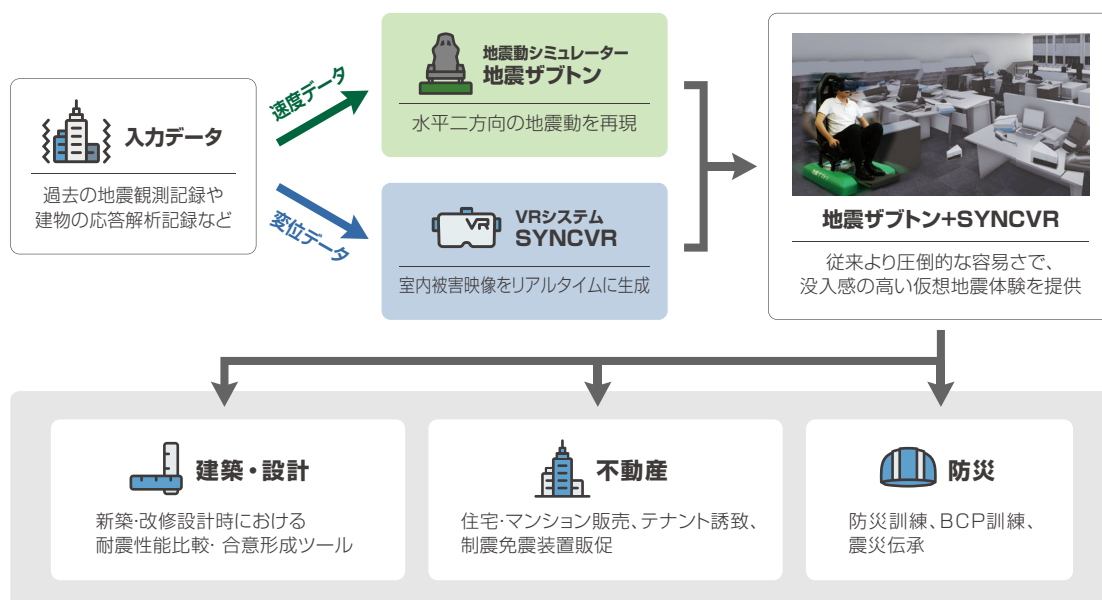 入力データ
過去の地震観測記録や
建物の応答解析記録など
速度データ
変位データ
地震動シミュレーター
地震ザブトン
水平二方向の地震動を再現
VR
VRシステム
SYNCVR
室内被害映像をリアルタイムに生成
地震ザブトン+SYNCVR
従来より圧倒的な容易さで、
没入感の高い仮想地震体験を提供
建築・設計
新築・改修設計時における
耐震性能比較・合意形成ツール
不動産
住宅・マンション販売、テナント誘致、
制震免震装置販促
防災
防災訓練、BCP訓練、
震災伝承